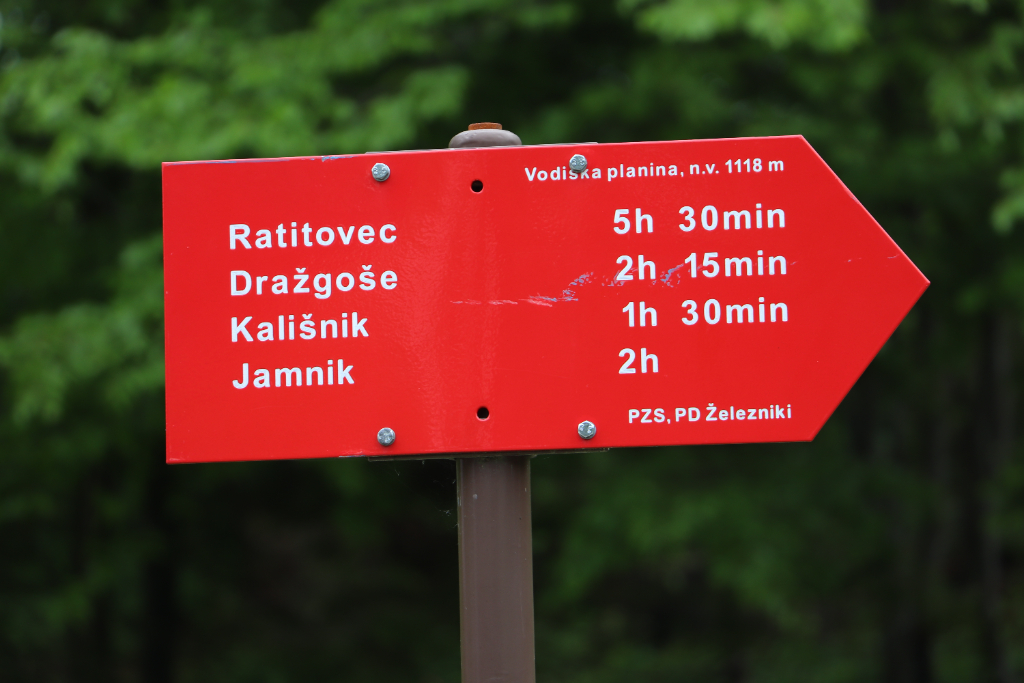 Vodiška planina, n.v. 1118 m
Ratitovec 5h 30min
Dražgoše 2h 15min
Kališnik 1h 30min
Jamnik 2h
PZS, PD Železniki